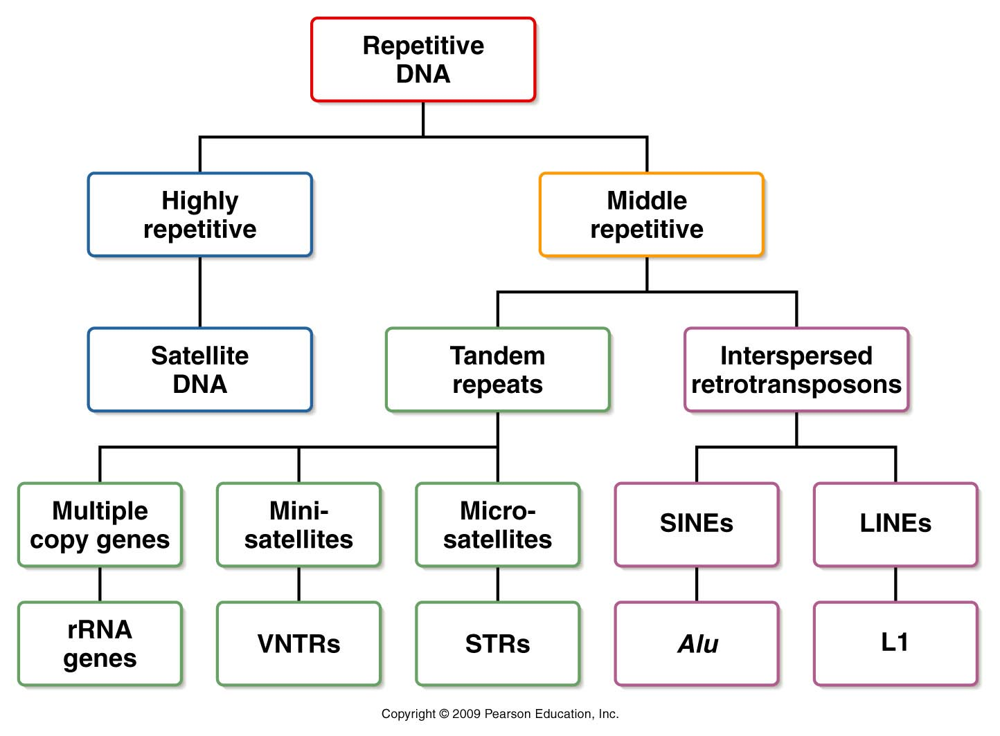 Repetitive
DNA
Highly
repetitive
Middle
repetitive
Satellite
DNA
Tandem
repeats
Interspersed
retrotransposons
Multiple
copy genes
Mini-
satellites
Micro-
satellites
SINEs
LINEs
rRNA
genes
VNTRs
STRs
Alu
L1
Copyright © 2009 Pearson Education, Inc.